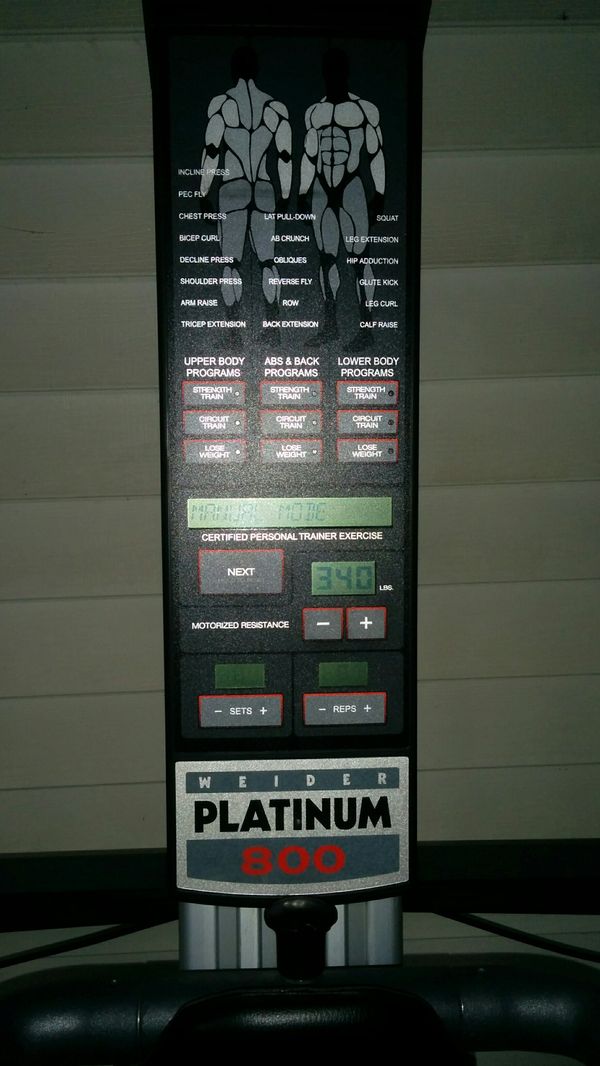 INCLINE PRESS
PEC FLY
CHEST PRESS LAT PULL-DOWN SQUAT
BICEP CURL AB CRUNCH LEG EXTENSION
DECLINE PRESS OBLIQUES HIP ADDUCTION
SHOULDER PRESS REVERSE FLY GLUTE KICK
ARM RAISE ROW LEG CURL
TRICEP EXTENSION BACK EXTENSION CALF RAISE
UPPER BODY PROGRAMS
ABS & BACK PROGRAMS
LOWER BODY PROGRAMS
STRENGTH TRAIN STRENGTH TRAIN STRENGTH TRAIN
CIRCUIT TRAIN CIRCUIT TRAIN CIRCUIT TRAIN
LOSE WEIGHT LOSE WEIGHT LOSE WEIGHT
MANUAL MODE
CERTIFIED PERSONAL TRAINER EXERCISE
NEXT
340 LBS.
MOTORIZED RESISTANCE - +
- SETS + - REPS +
WEIDER
PLATINUM
800